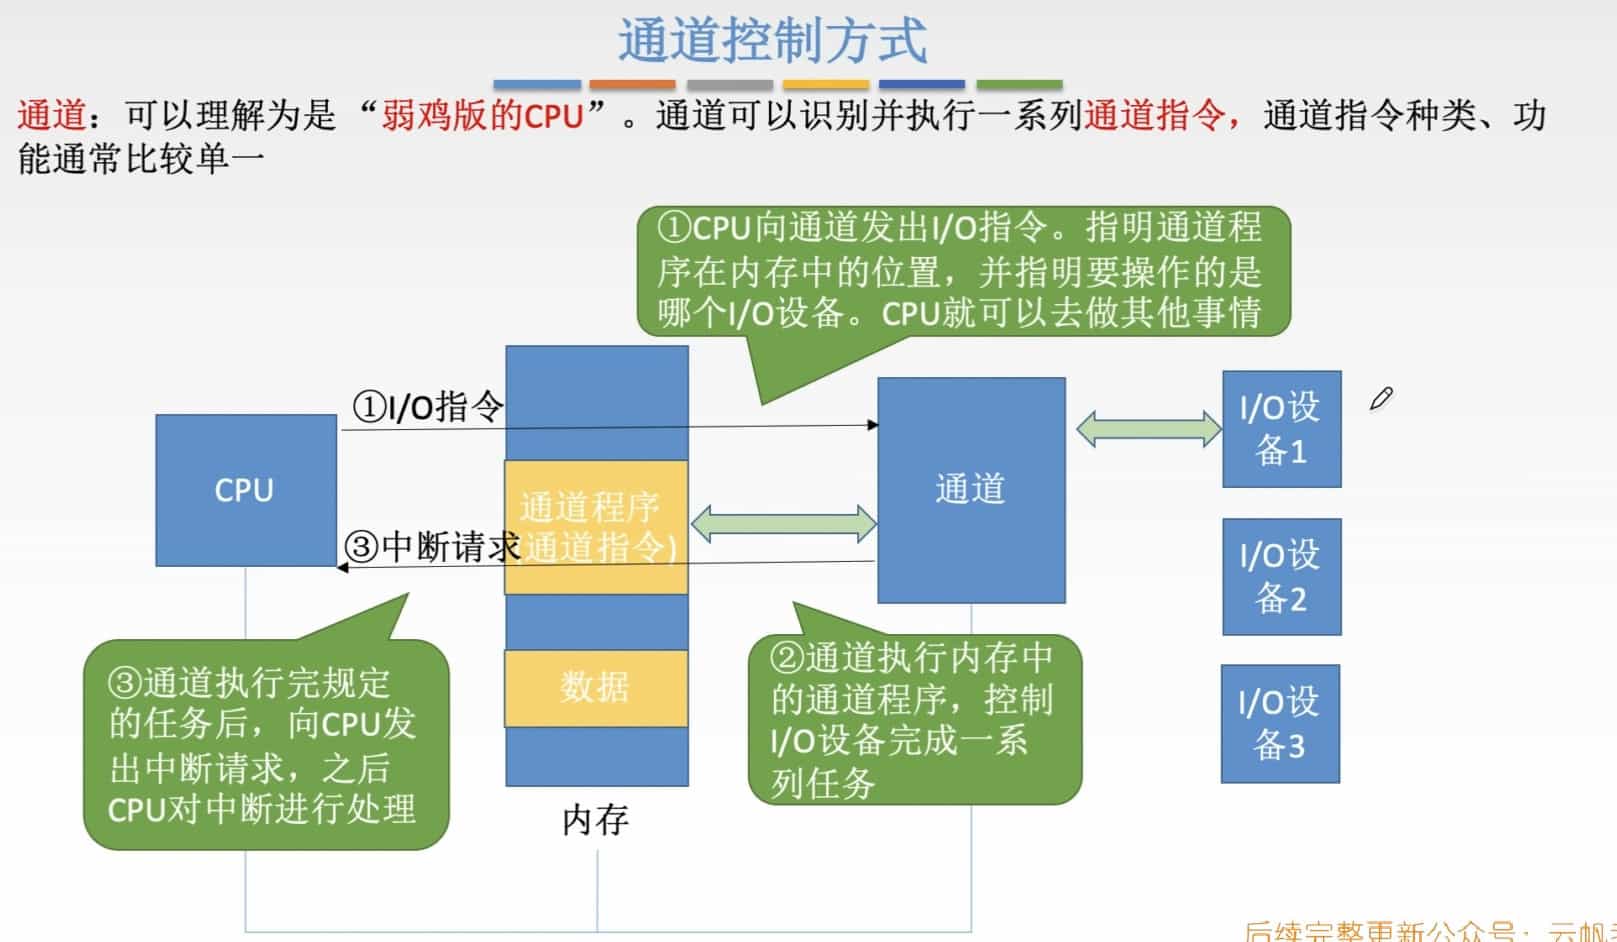 通道控制方式
通道：可以理解为是“弱鸡版的CPU”。通道可以识别并执行一系列通道指令，通道指令种类、功
能通常比较单一
①CPU向通道发出I/O指令。指明通道程
序在内存中的位置，并指明要操作的是
哪个I/O设备。CPU就可以去做其他事情
①I/O指令
CPU
通道程序
(通道指令)
③中断请求
通道
I/O设
备1
I/O设
备2
I/O设
备3
③通道执行完规定
的任务后，向CPU发
出中断请求，之后
CPU对中断进行处理
数据
②通道执行内存中
的通道程序，控制
I/O设备完成一系
列任务
内存
后续完整更新公众号：云帆